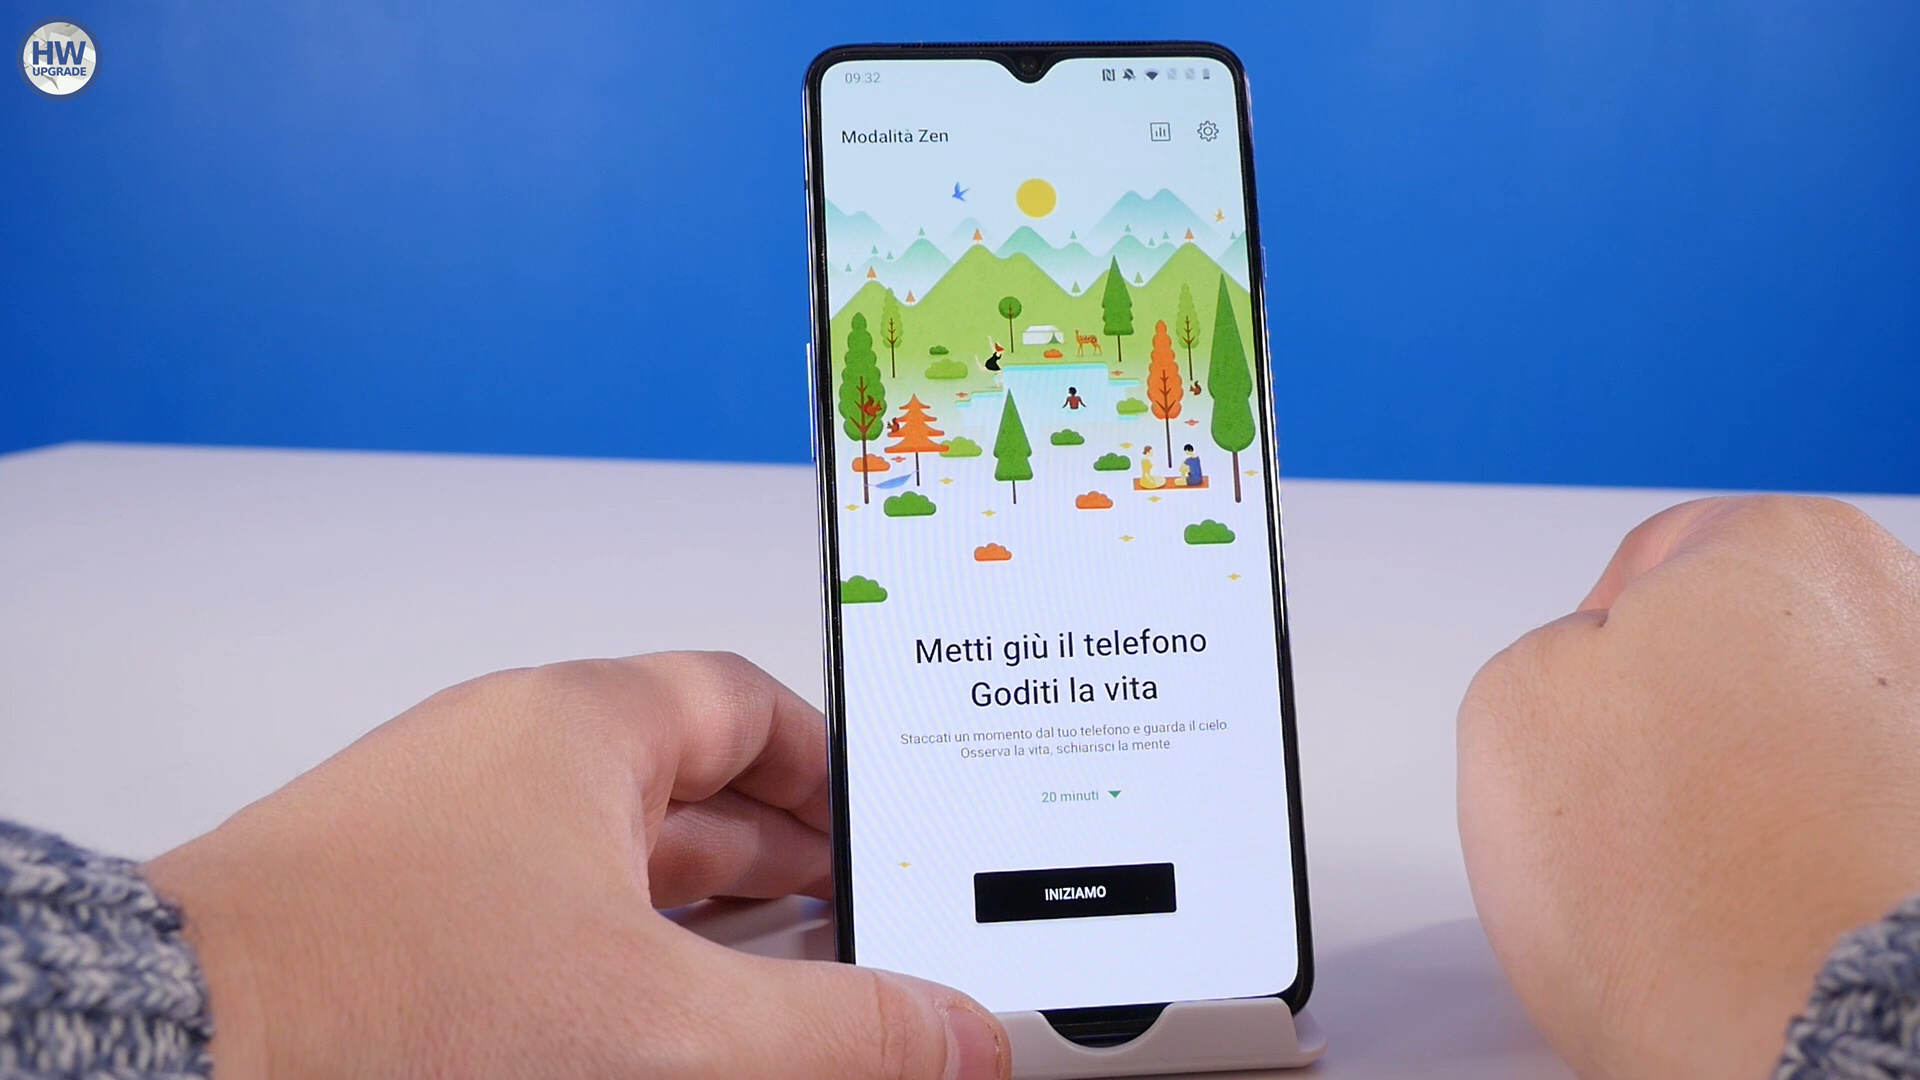 HW
UPGRADE
09:32
Modalità Zen
Metti giù il telefono
Goditi la vita
Staccati un momento dal tuo telefono e guarda il cielo.
Osserva la vita, schiarisci la mente.
20 minuti
INIZIAMO